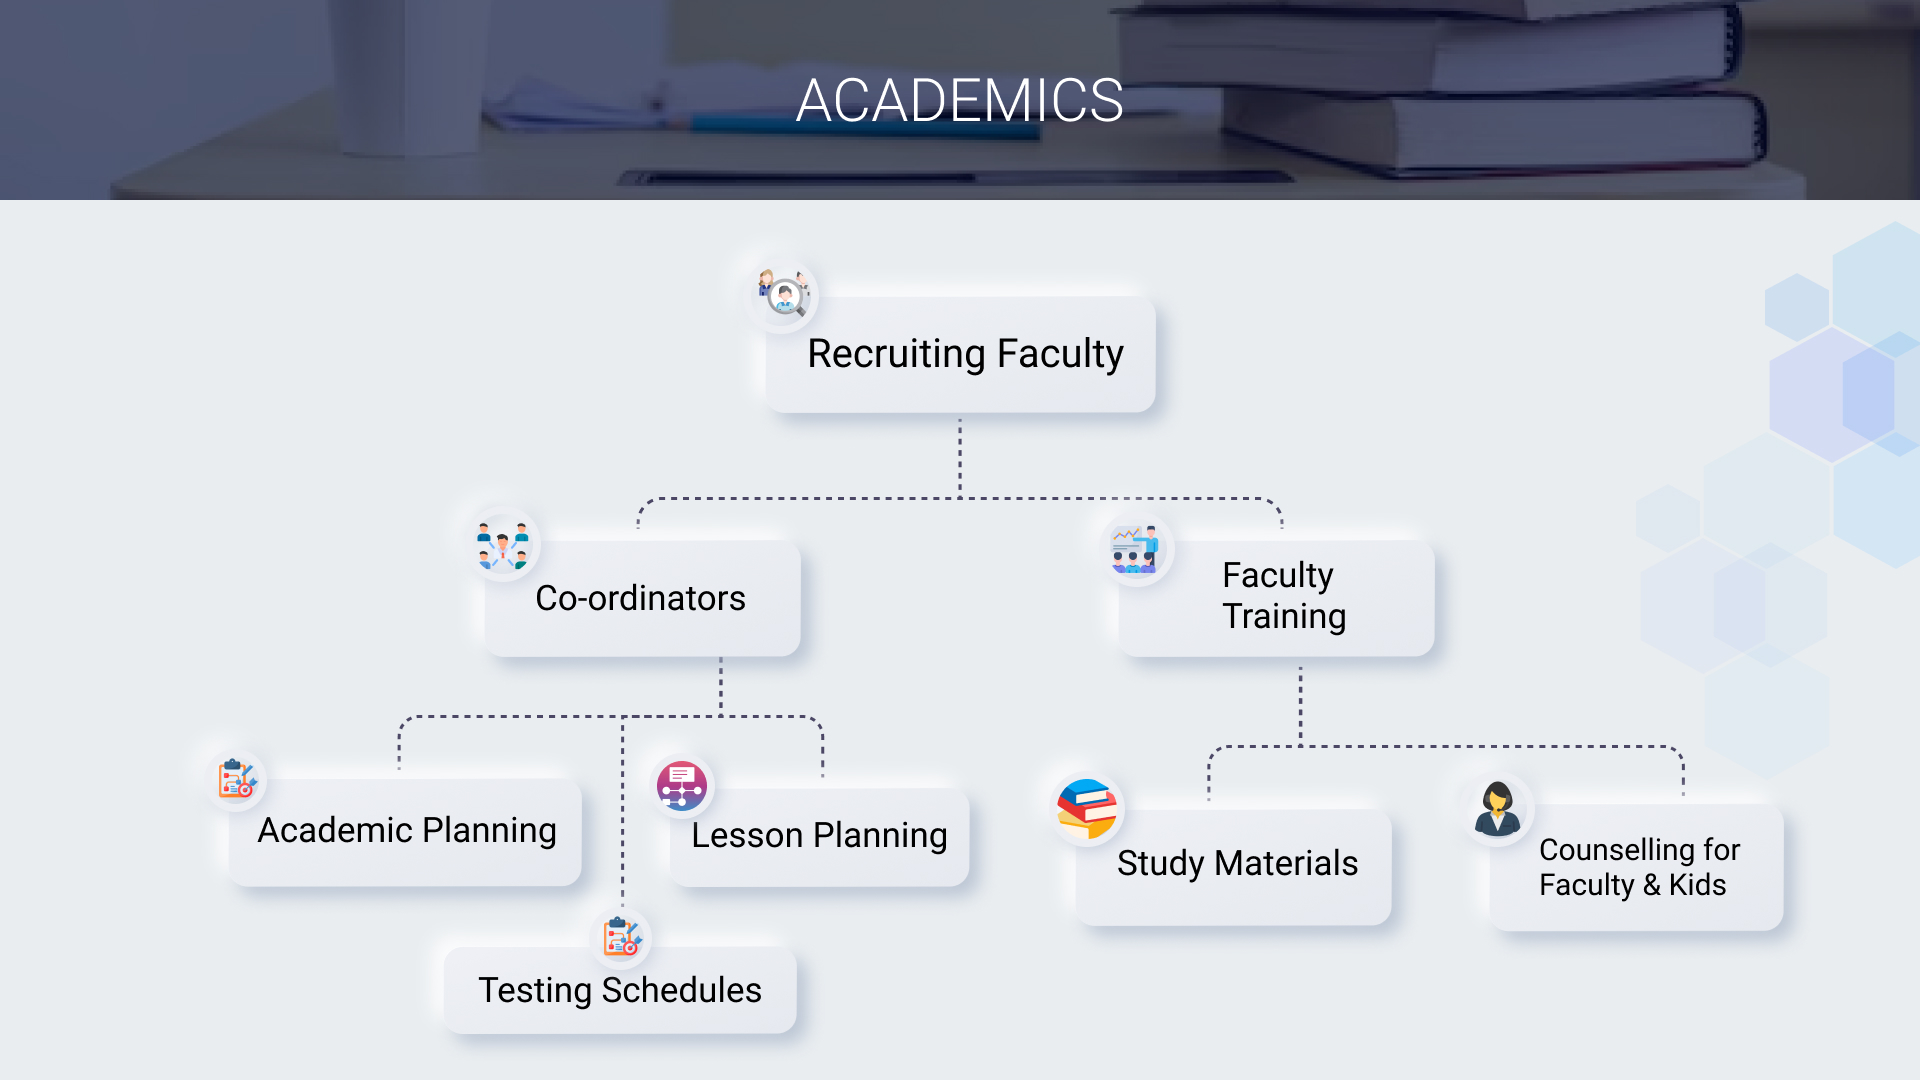 ACADEMICS
Recruiting Faculty
Co-ordinators
Faculty
Training
Academic Planning
Lesson Planning
Study Materials
Counselling for
Faculty & Kids
Testing Schedules